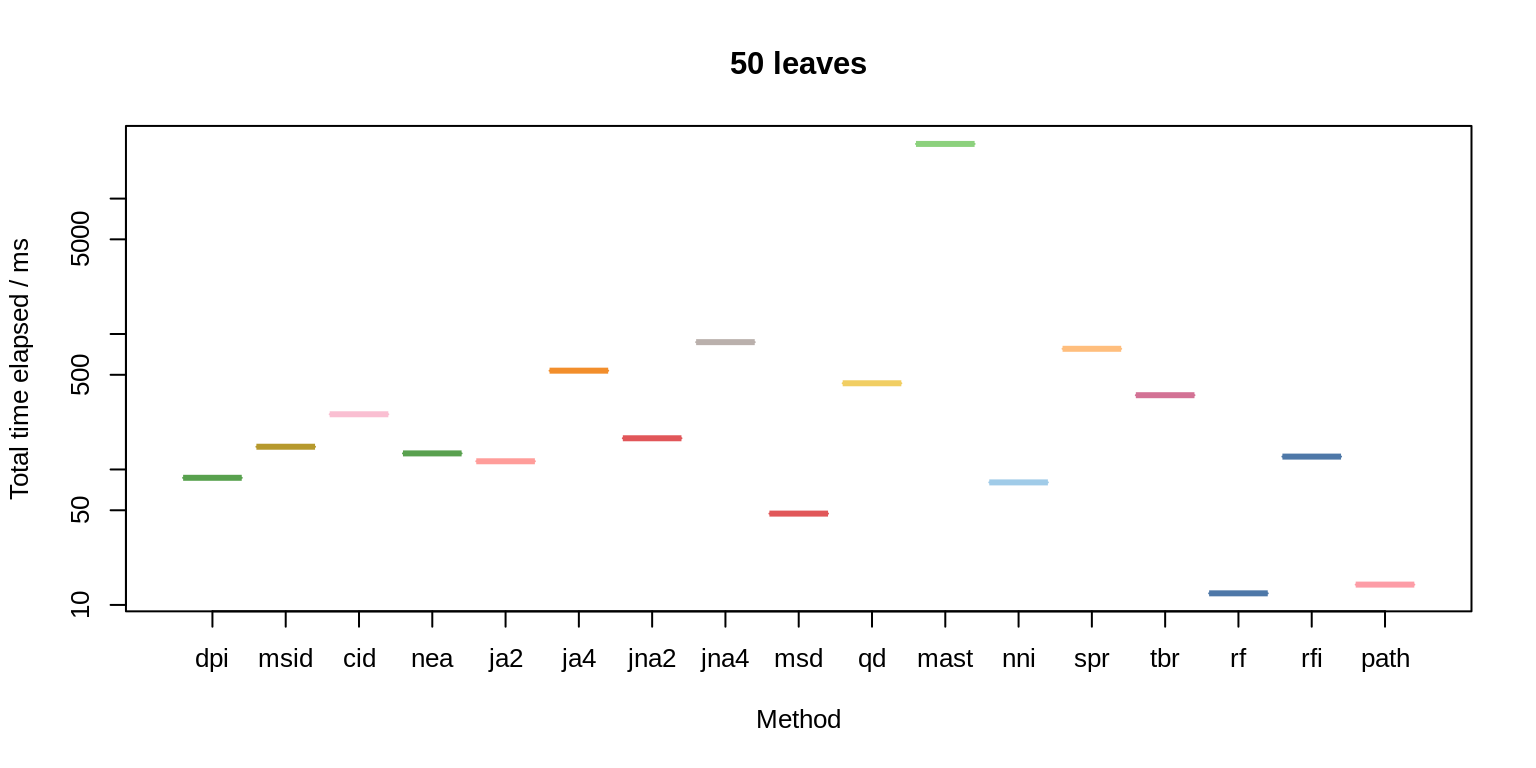 50 leaves
Total time elapsed / ms
5000
500
50
10
dpi msid cid nea ja2 ja4 jna2 jna4 msd qd mast nni spr tbr rf rfi path
Method